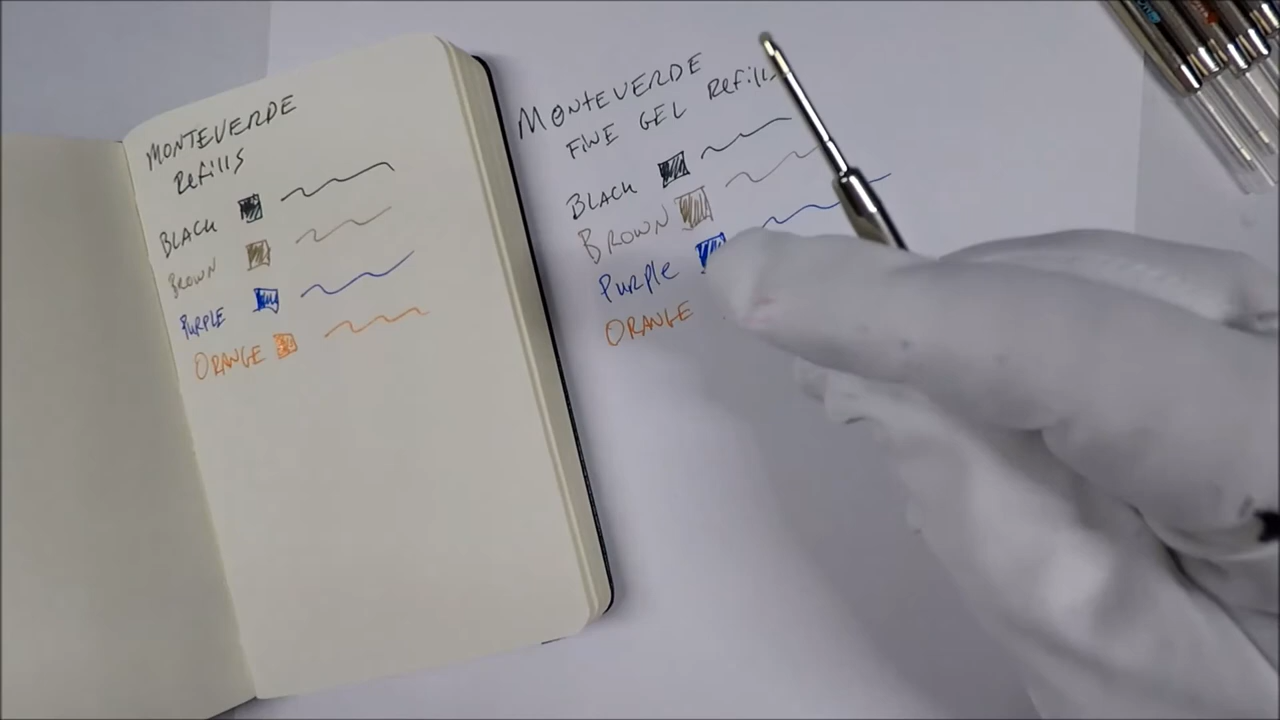 MONTEVERDE
Refills
BLACK
BROWN
PURPLE
ORANGE
MONTEVERDE
FINE GEL Refills
BLACK
BROWN
Purple
ORANGE